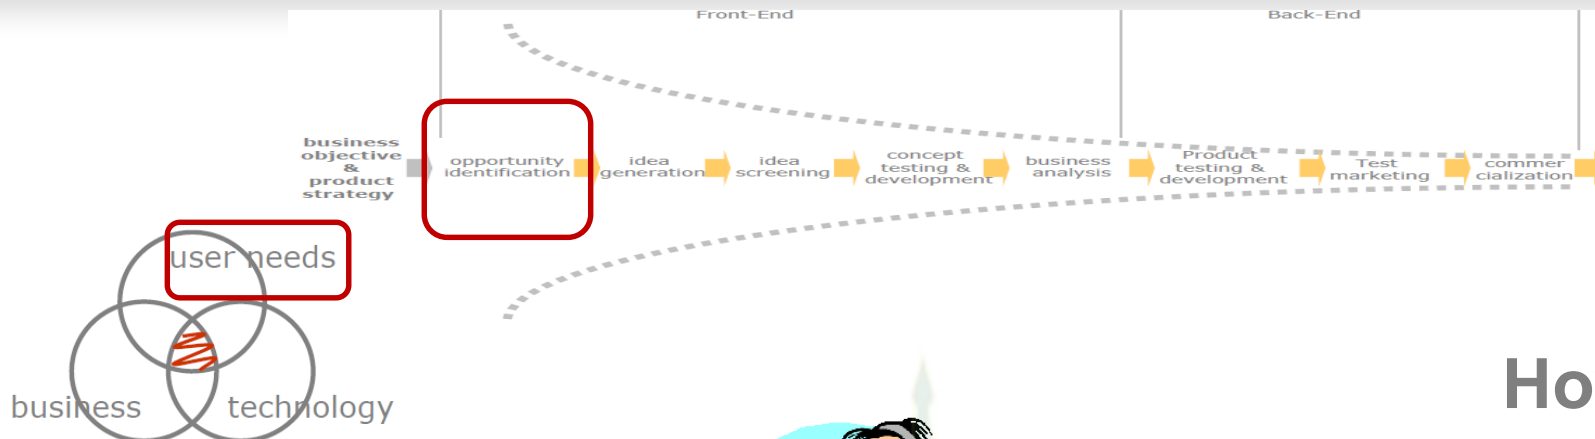 Front-End
Back-End
business
objective
&
product
strategy
opportunity
identification
idea
generation
idea
screening
concept
testing &
development
business
analysis
Product
testing &
development
Test
marketing
commer
cialization
user needs
business
technology
Ho